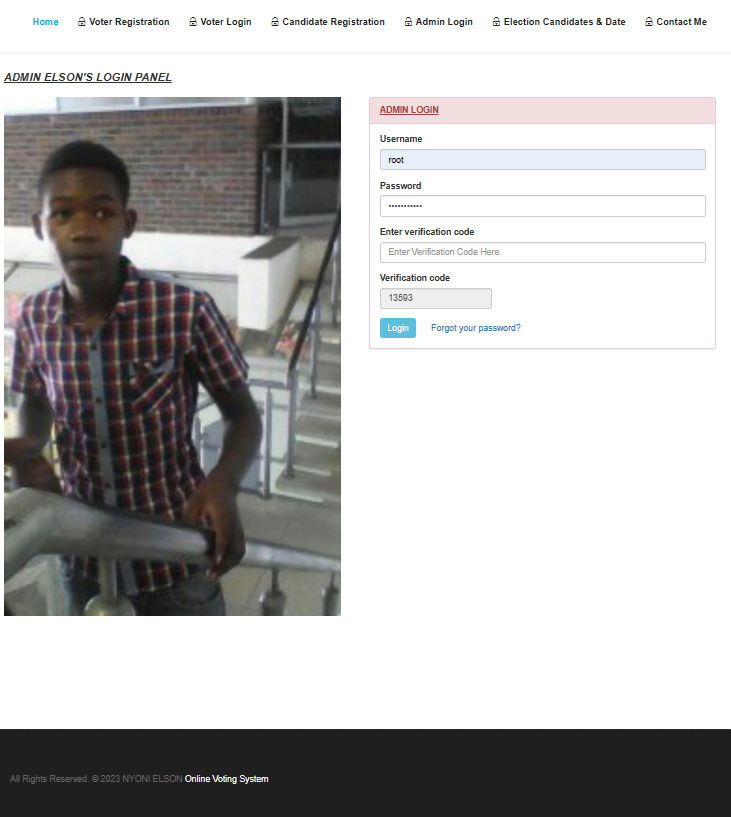 Home Voter Registration Voter Login Candidate Registration Admin Login Election Candidates & Date Contact Me
ADMIN ELSON'S LOGIN PANEL
ADMIN LOGIN
Username
root
Password
•••••••••••
Enter verification code
Enter Verification Code Here
Verification code
13593
Login Forgot your password?
All Rights Reserved. © 2023 NYONI ELSON Online Voting System